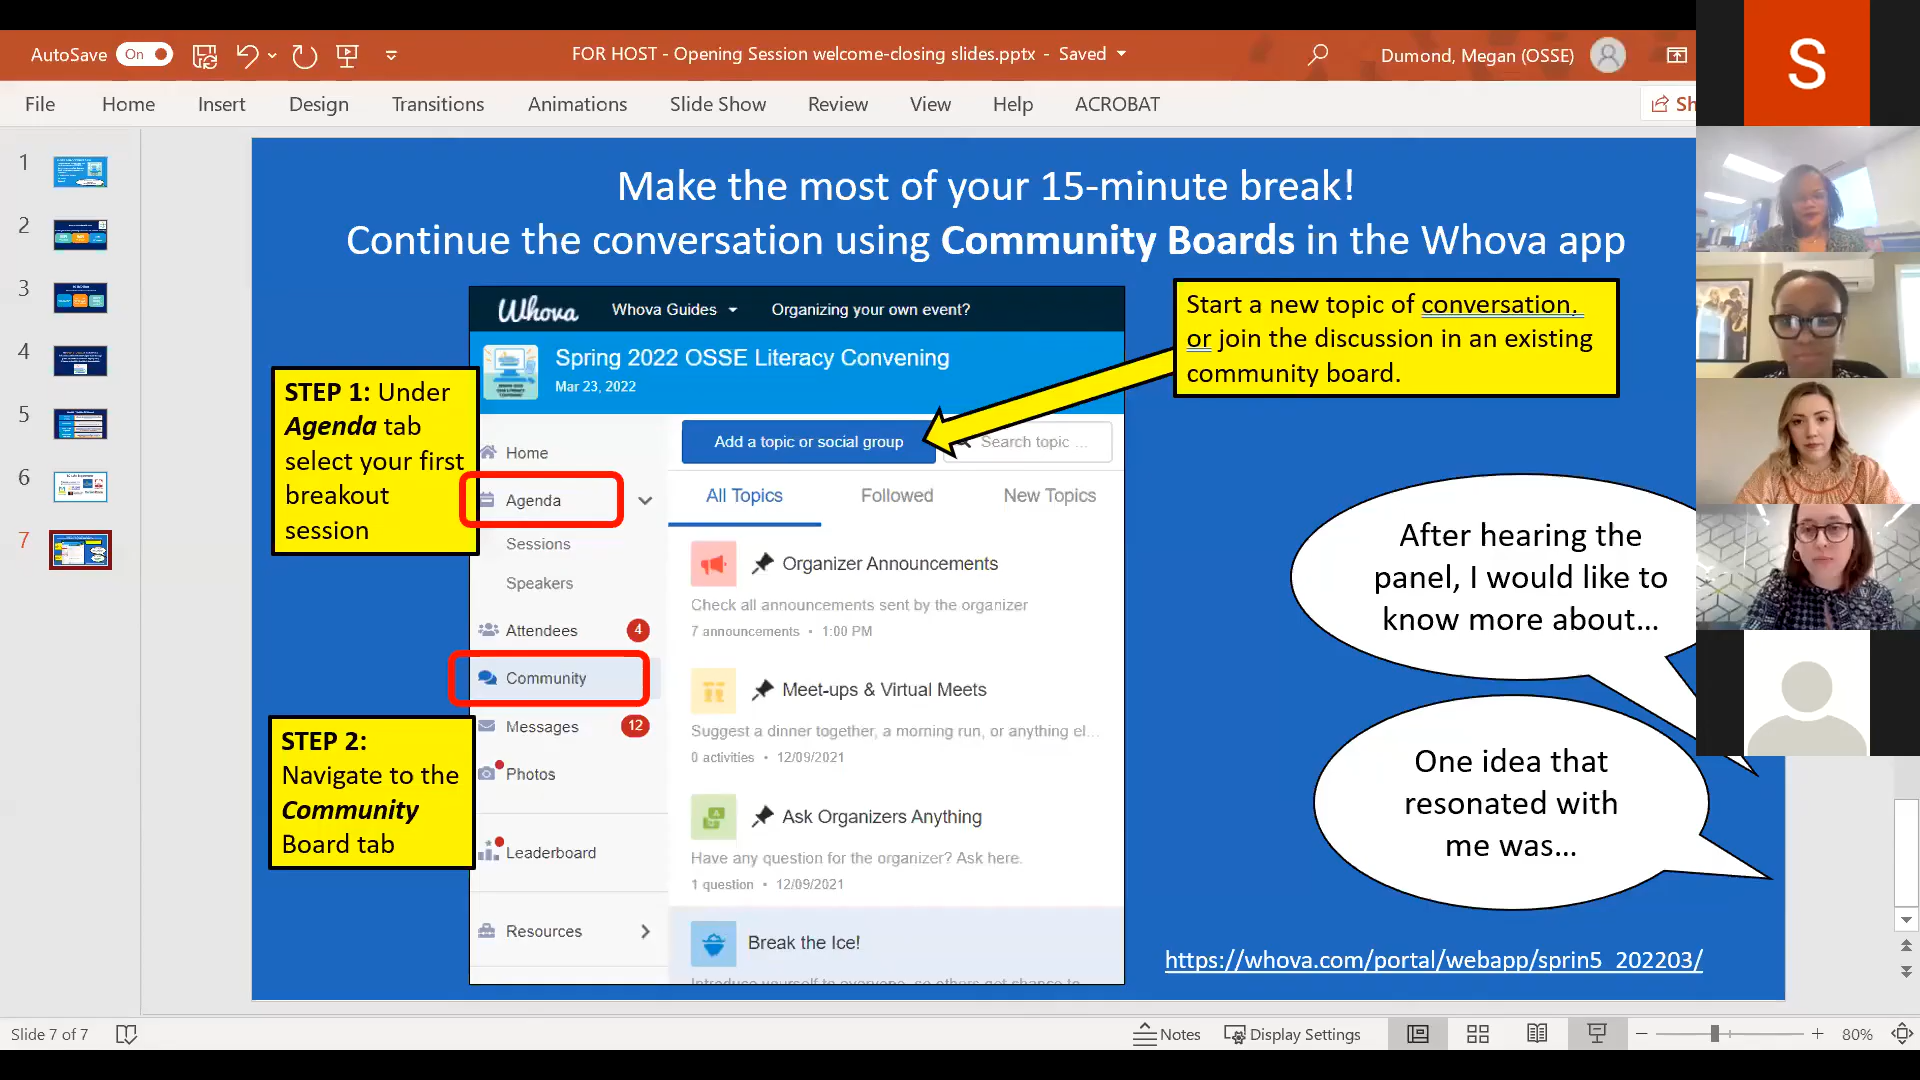 AutoSave On FOR HOST - Opening Session welcome-closing slides.pptx - Saved Dumond, Megan (OSSE)
File Home Insert Design Transitions Animations Slide Show Review View Help ACROBAT Sh
S
1
2
3
4
5
6
7
Make the most of your 15-minute break!
Continue the conversation using Community Boards in the Whova app
Start a new topic of conversation,
or join the discussion in an existing
community board.
STEP 1: Under
Agenda tab
select your first
breakout
session
STEP 2:
Navigate to the
Community
Board tab
Whova Whova Guides Organizing your own event?
Spring 2022 OSSE Literacy Convening
Mar 23, 2022
Home
Agenda
Sessions
Speakers
Attendees 4
Community
Messages 12
Photos
Leaderboard
Resources
Add a topic or social group Search topic ...
All Topics Followed New Topics
Organizer Announcements
Check all announcements sent by the organizer
7 announcements • 1:00 PM
Meet-ups & Virtual Meets
Suggest a dinner together, a morning run, or anything el...
0 activities • 12/09/2021
Ask Organizers Anything
Have any question for the organizer? Ask here.
1 question • 12/09/2021
Break the Ice!
Introduce yourself to everyone, so others get chance to
After hearing the
panel, I would like to
know more about...
One idea that
resonated with
me was...
https://whova.com/portal/webapp/sprin5_202203/
Slide 7 of 7 Notes Display Settings 80%